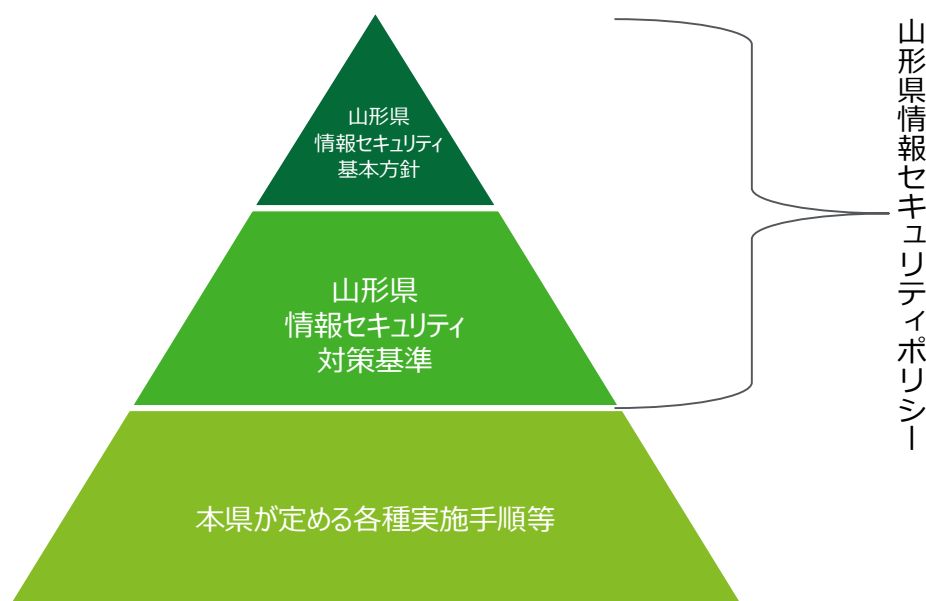 山形県
情報セキュリティ
基本方針
山形県
情報セキュリティ
対策基準
本県が定める各種実施手順等
山形県情報セキュリティポリシー